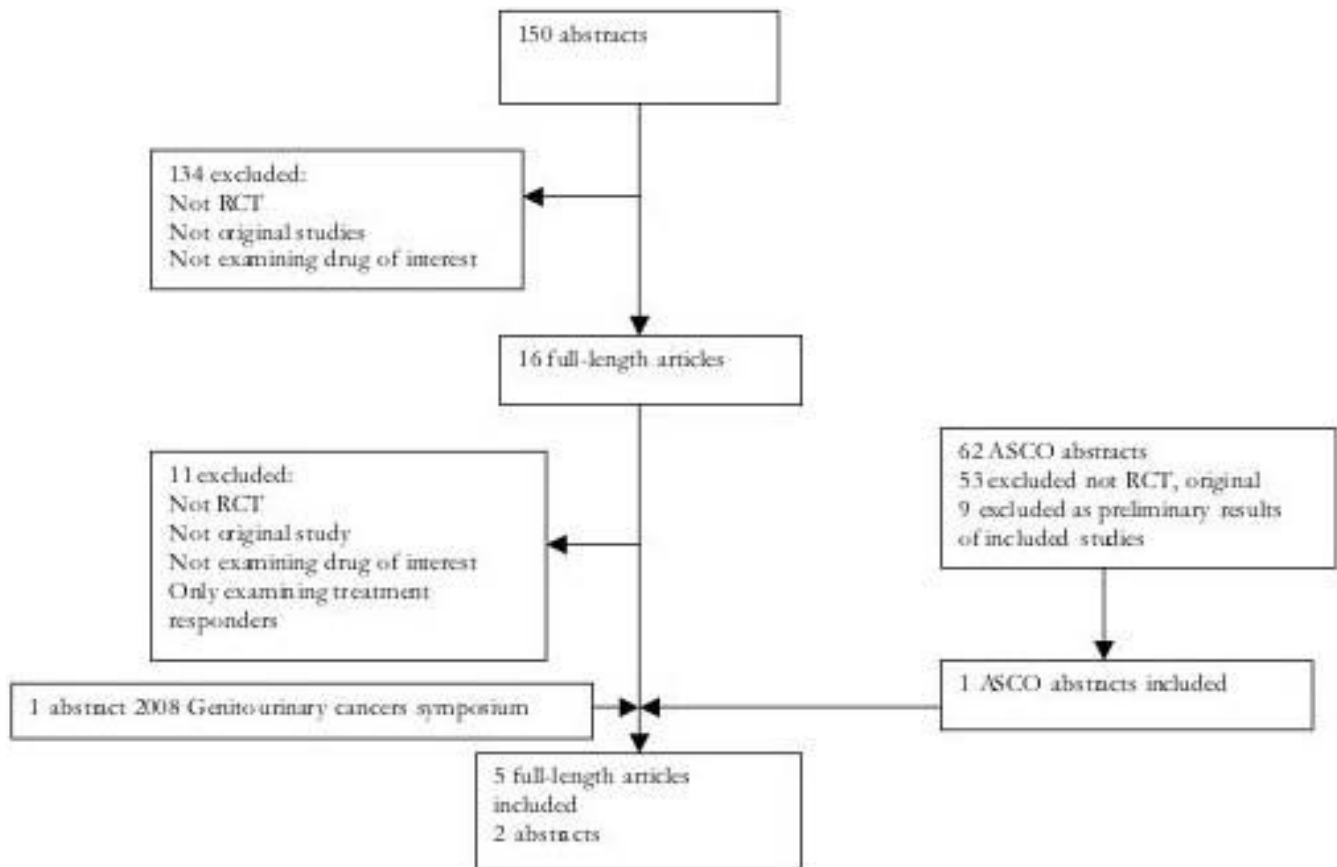 150 abstracts
134 excluded:
Not RCT
Not original studies
Not examining drug of interest
16 full-length articles
11 excluded:
Not RCT
Not original study
Not examining drug of interest
Only examining treatment
responders
62 ASCO abstracts
53 excluded not RCT, original
9 excluded as preliminary results
of included studies
1 abstract 2008 Genitourinary cancers symposium
1 ASCO abstracts included
5 full-length articles
included
2 abstracts